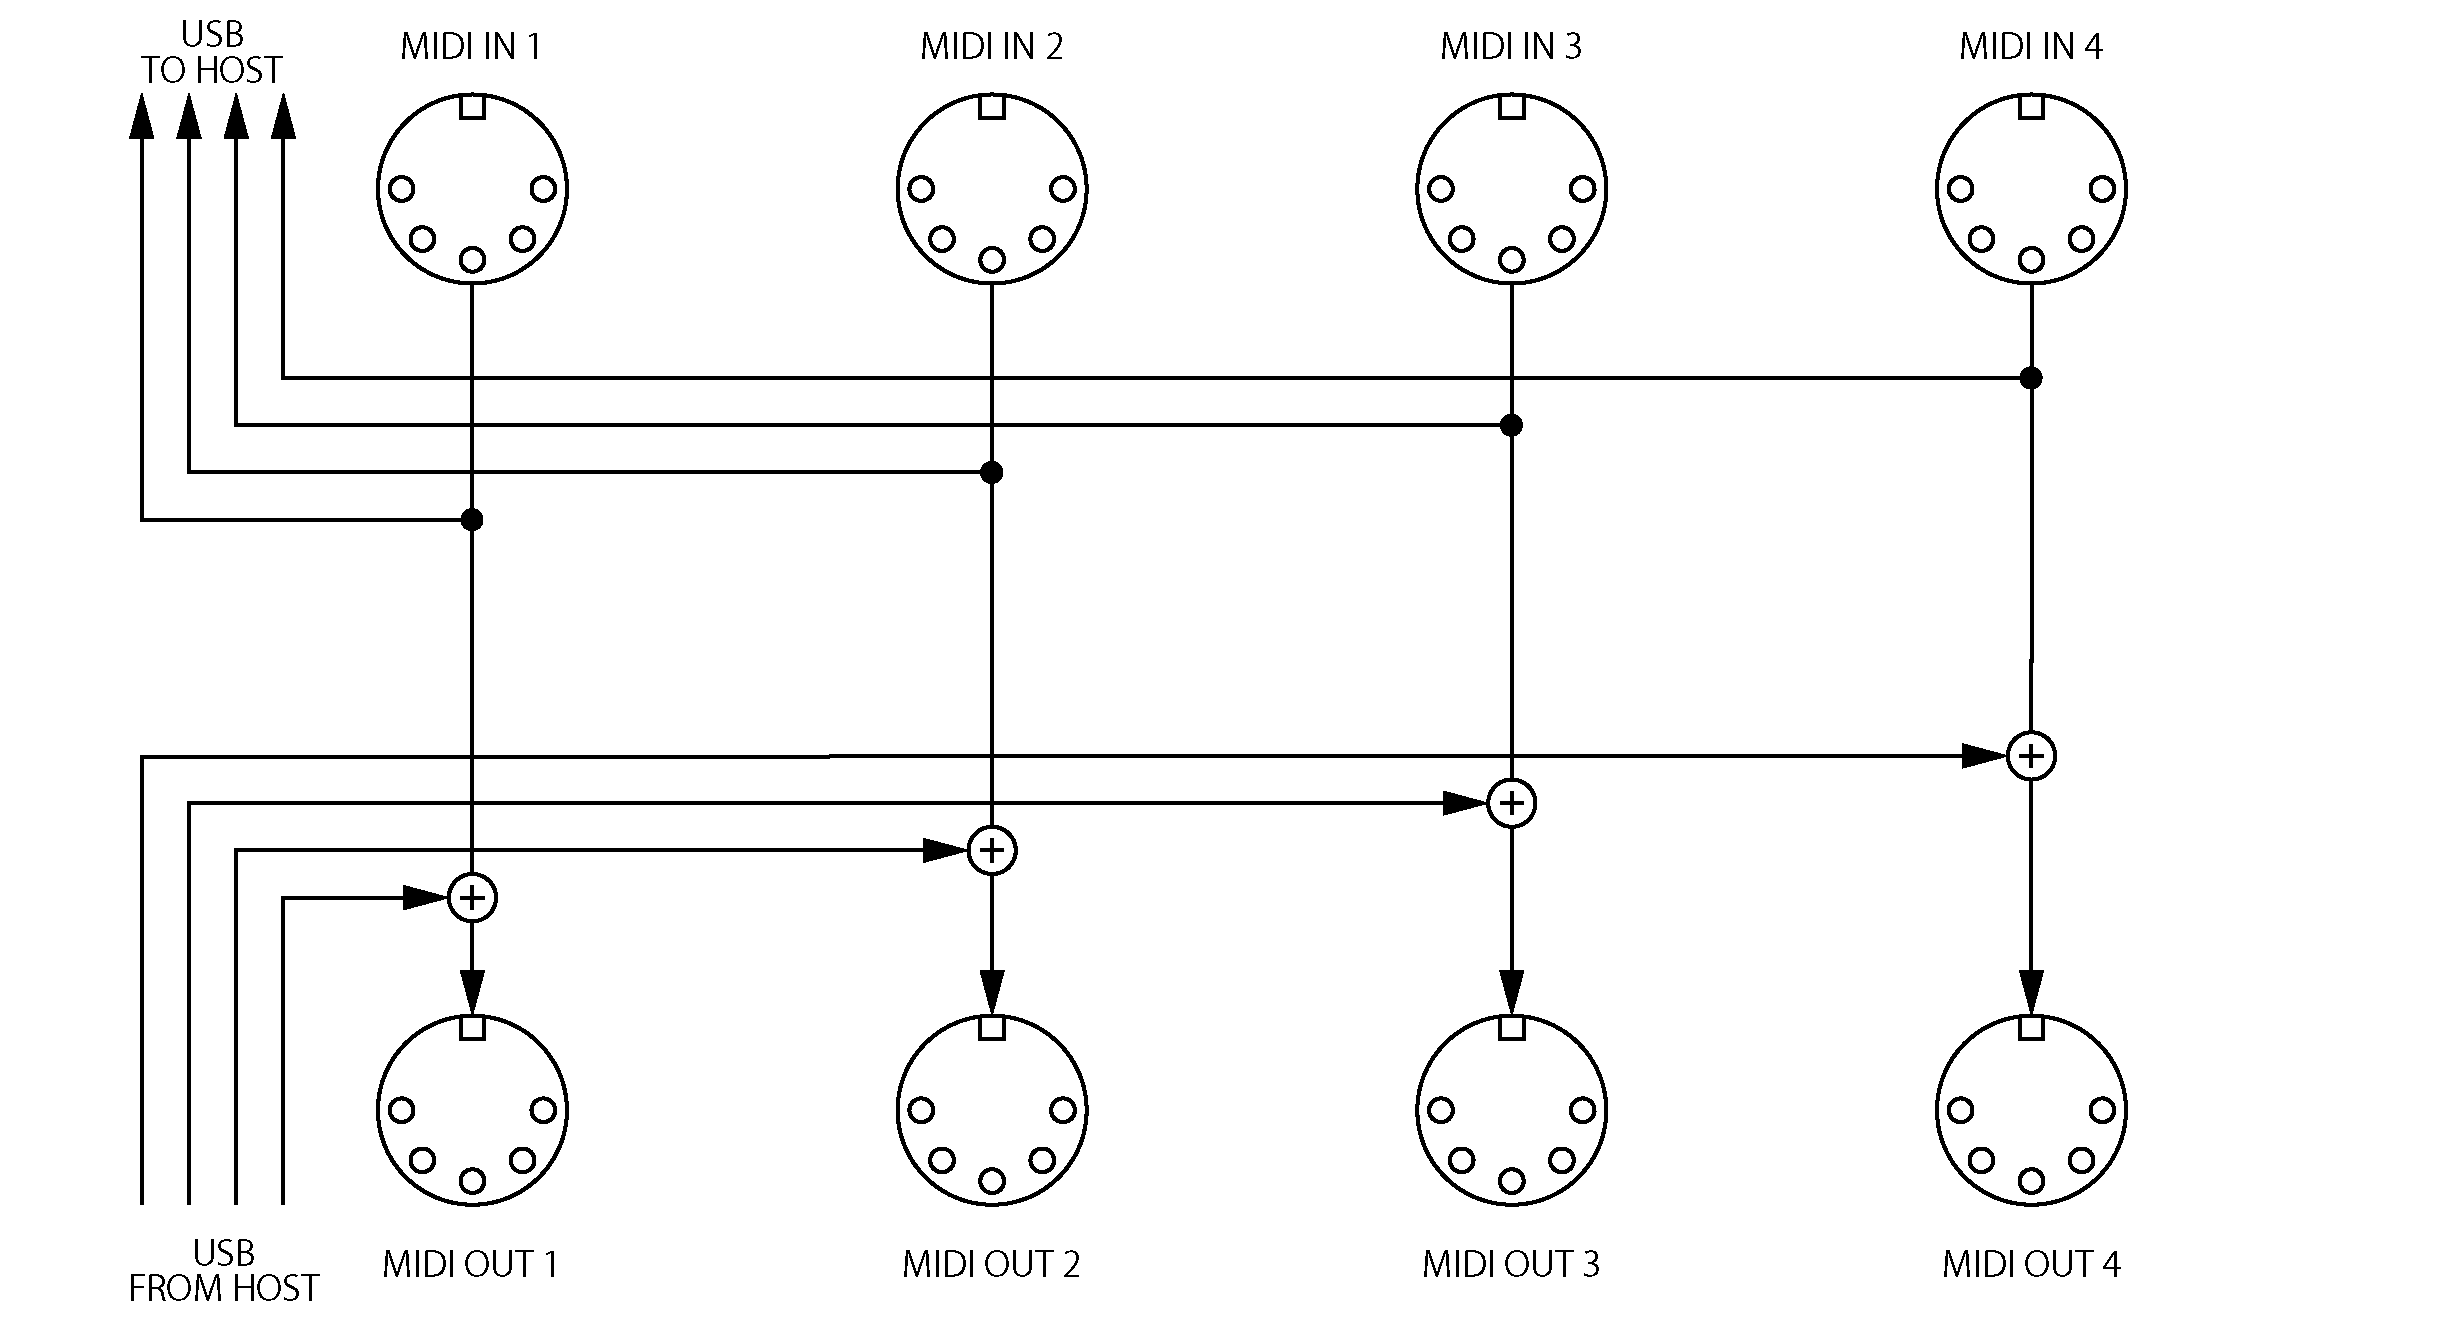 USB
TO HOST
MIDI IN 1
MIDI IN 2
MIDI IN 3
MIDI IN 4
USB
FROM HOST
MIDI OUT 1
MIDI OUT 2
MIDI OUT 3
MIDI OUT 4